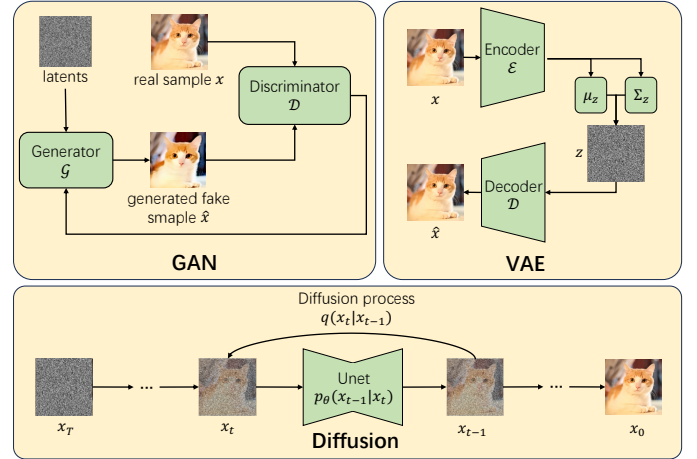 latents
real sample x
Discriminator
𝒟
Generator
𝒢
generated fake
smaple x̂
GAN
Encoder
ℰ
x
μz
Σz
z
Decoder
𝒟
x̂
VAE
Diffusion process
q(xₜ|xₜ₋₁)
Unet
pθ(xₜ₋₁|xₜ)
x_T
...
xₜ
xₜ₋₁
...
x₀
Diffusion